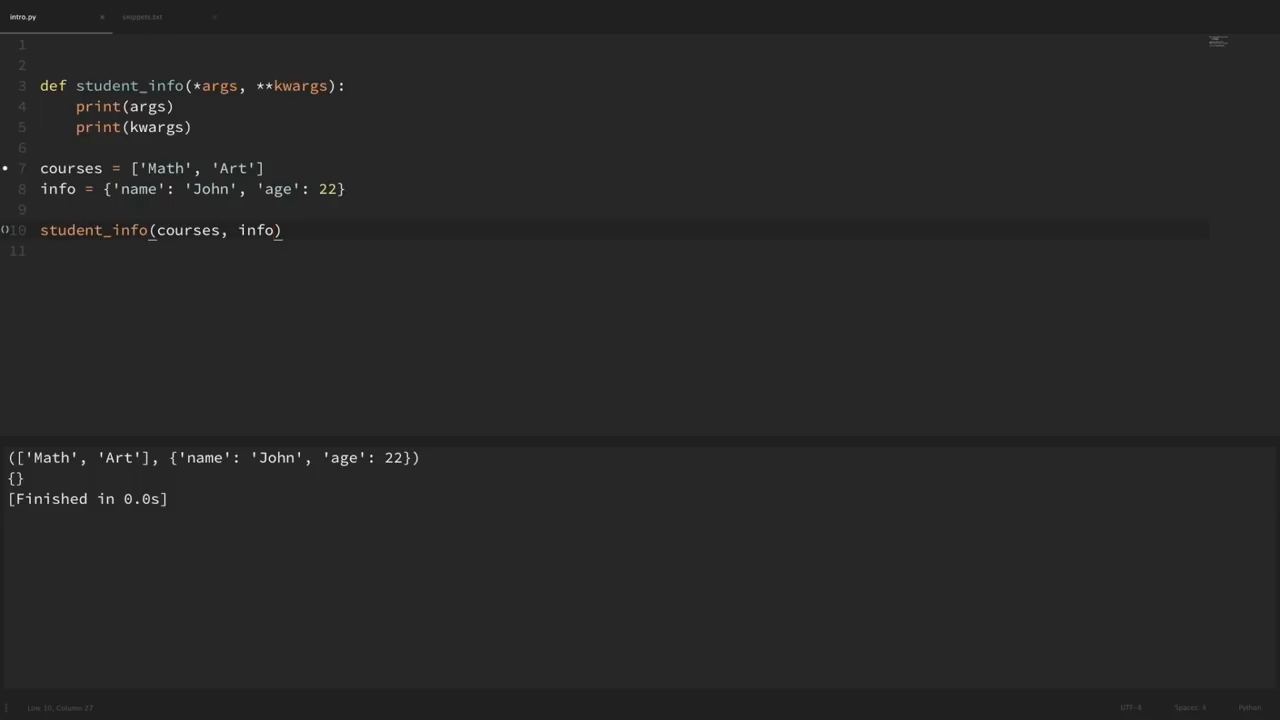 intro.py × snippets.txt ×
1
2
3 def student_info(*args, **kwargs):
4     print(args)
5     print(kwargs)
6
7 courses = ['Math', 'Art']
8 info = {'name': 'John', 'age': 22}
9
10 student_info(courses, info)
11
(['Math', 'Art'], {'name': 'John', 'age': 22})
{}
[Finished in 0.0s]
Line 10, Column 27 UTF-8 Spaces: 4 Python